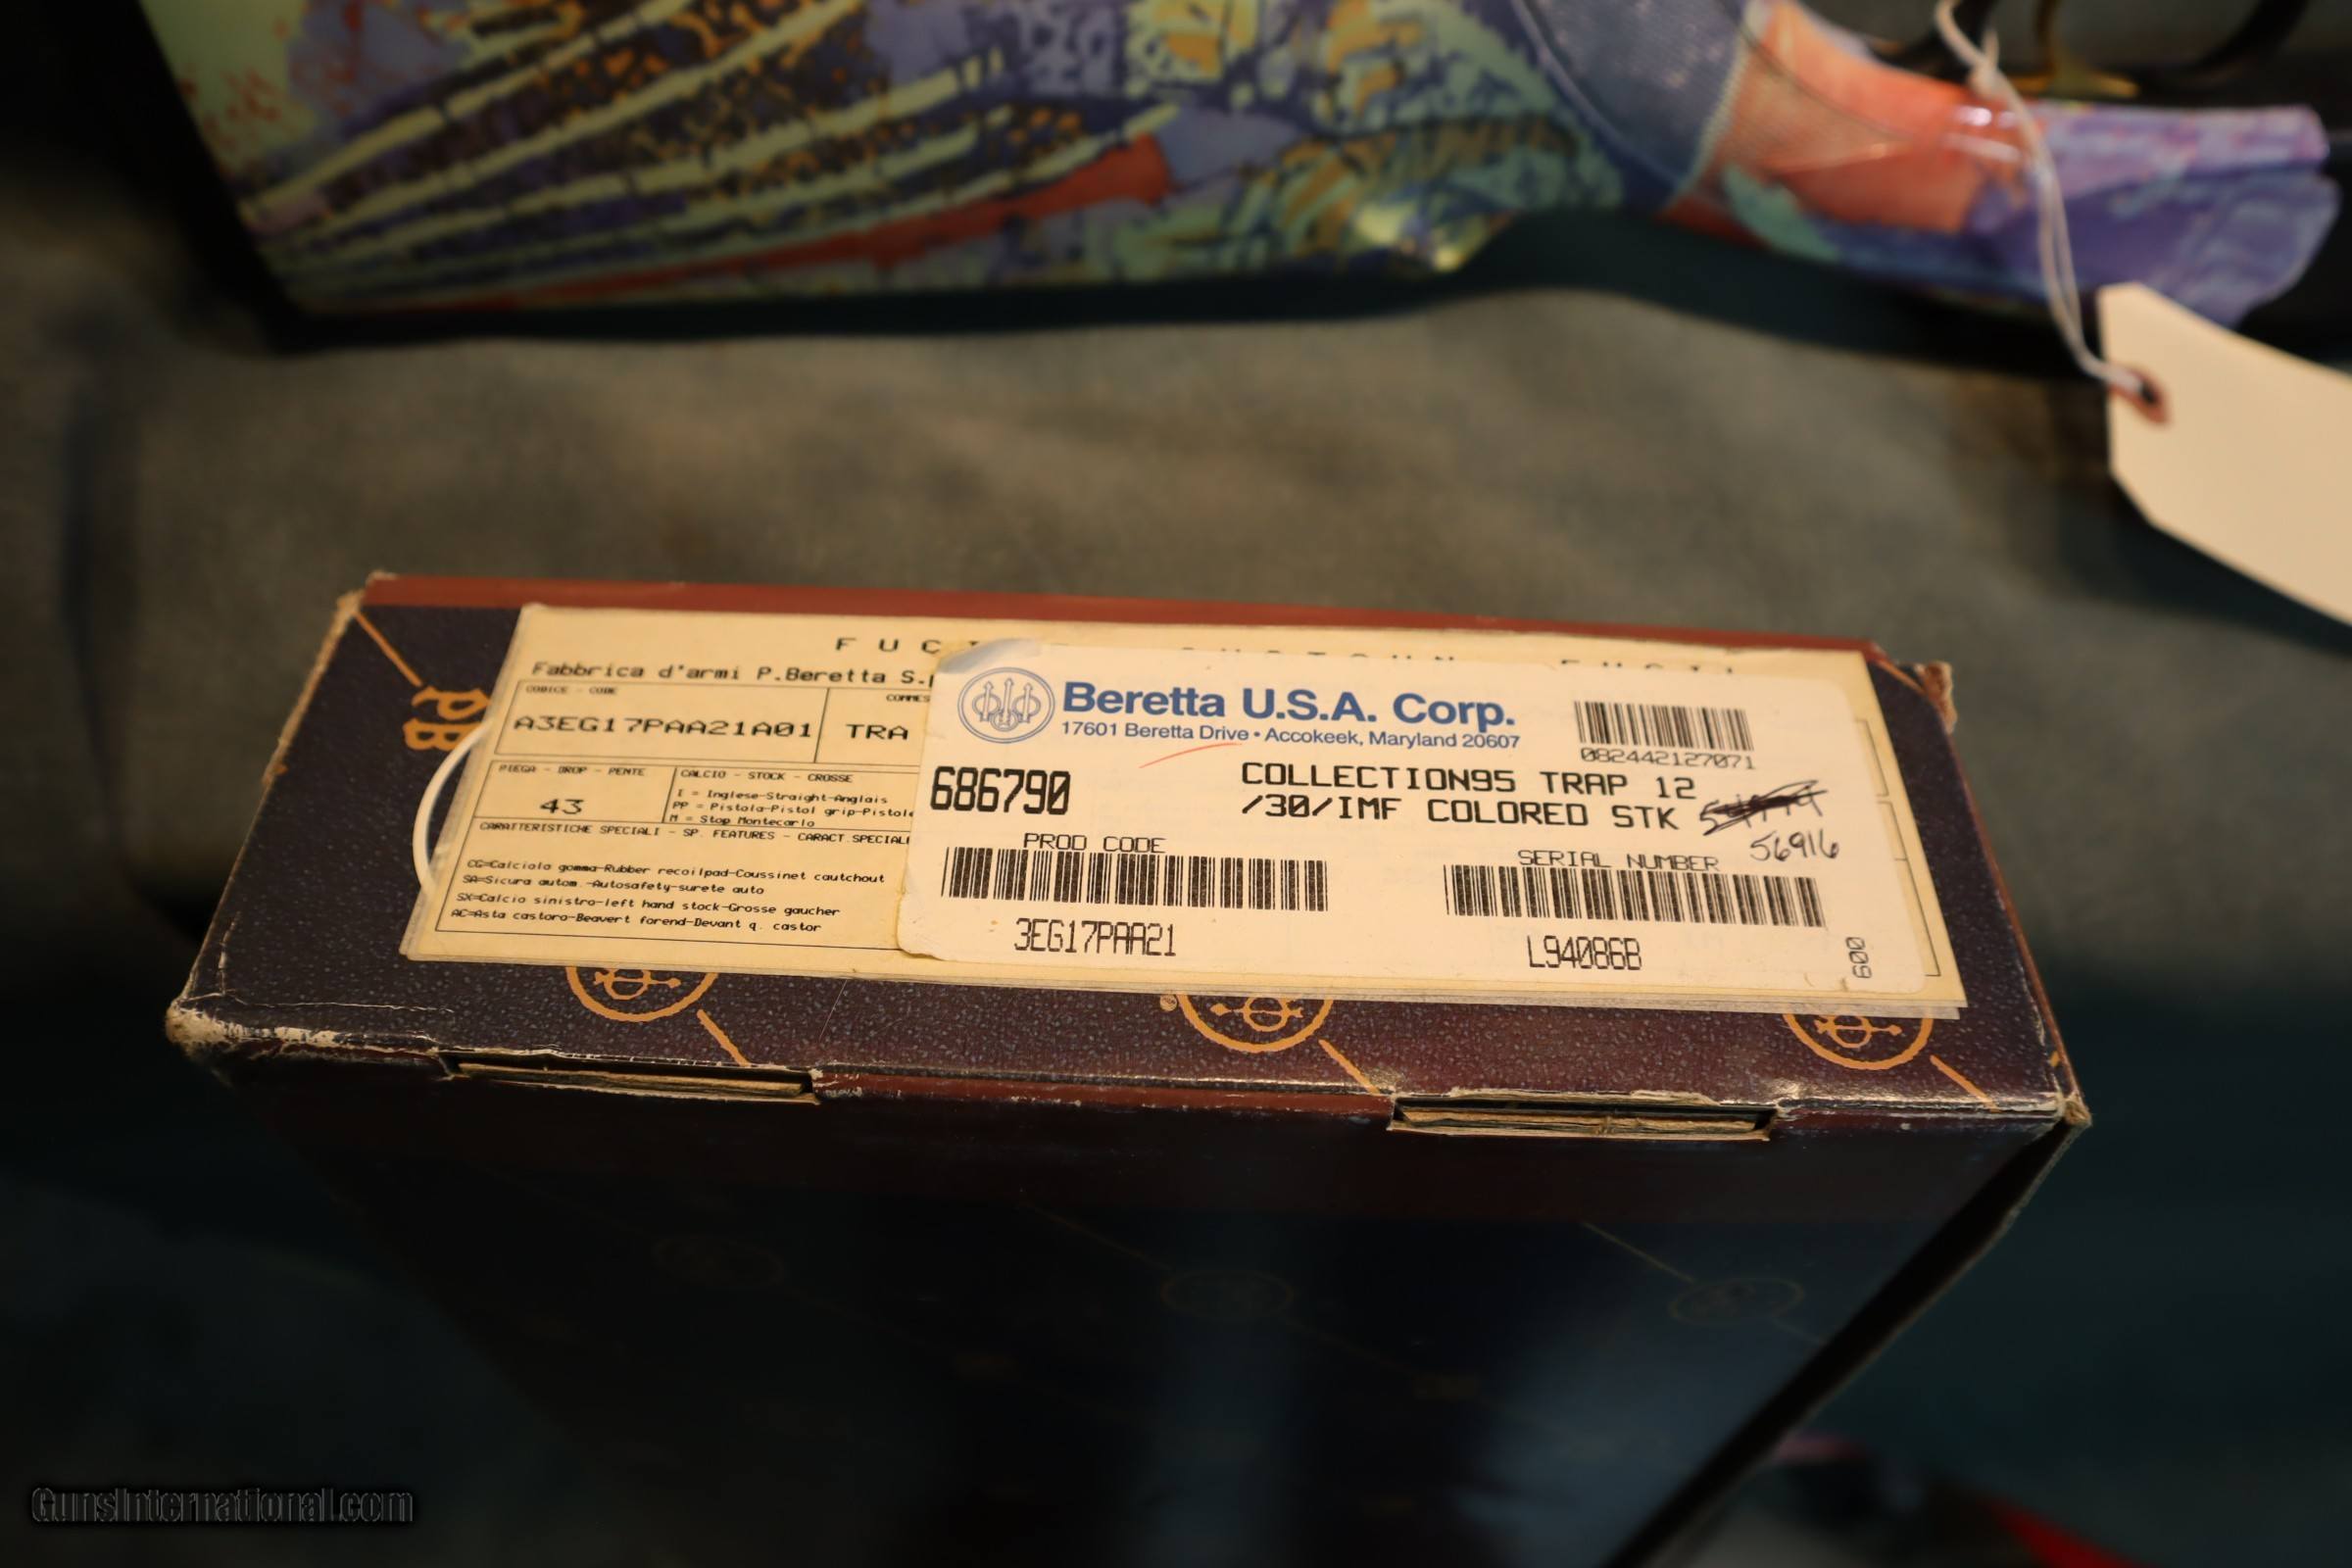 Fabbrica d'armi P.Beretta S.
CODICE - CODE
A3EG17PAA21A01
TRA
PIEGA - DROP - PENTE
43
CALCIO - STOCK - CROSSE
I = Inglese-Straight-Anglais
PP = Pistola-Pistol grip-Pistole
M = Stop Montecarlo
CARATTERISTICHE SPECIALI - SP. FEATURES - CARACT.SPECIALI
CG=Calciolo gomma-Rubber recoilpad-Coussinet cautchout
SA=Sicura autom.-Autosafety-surete auto
SX=Calcio sinistro-left hand stock-Grosse gaucher
AC=Asta castoro-Beavert forend-Devant q. castor
Beretta U.S.A. Corp.
17601 Beretta Drive • Accokeek, Maryland 20607
082442127071
686790
COLLECTION95 TRAP 12
/30/IMF COLORED STK
56916
PROD CODE
3EG17PAA21
SERIAL NUMBER
L94086B
600
PB
GunsInternational.com